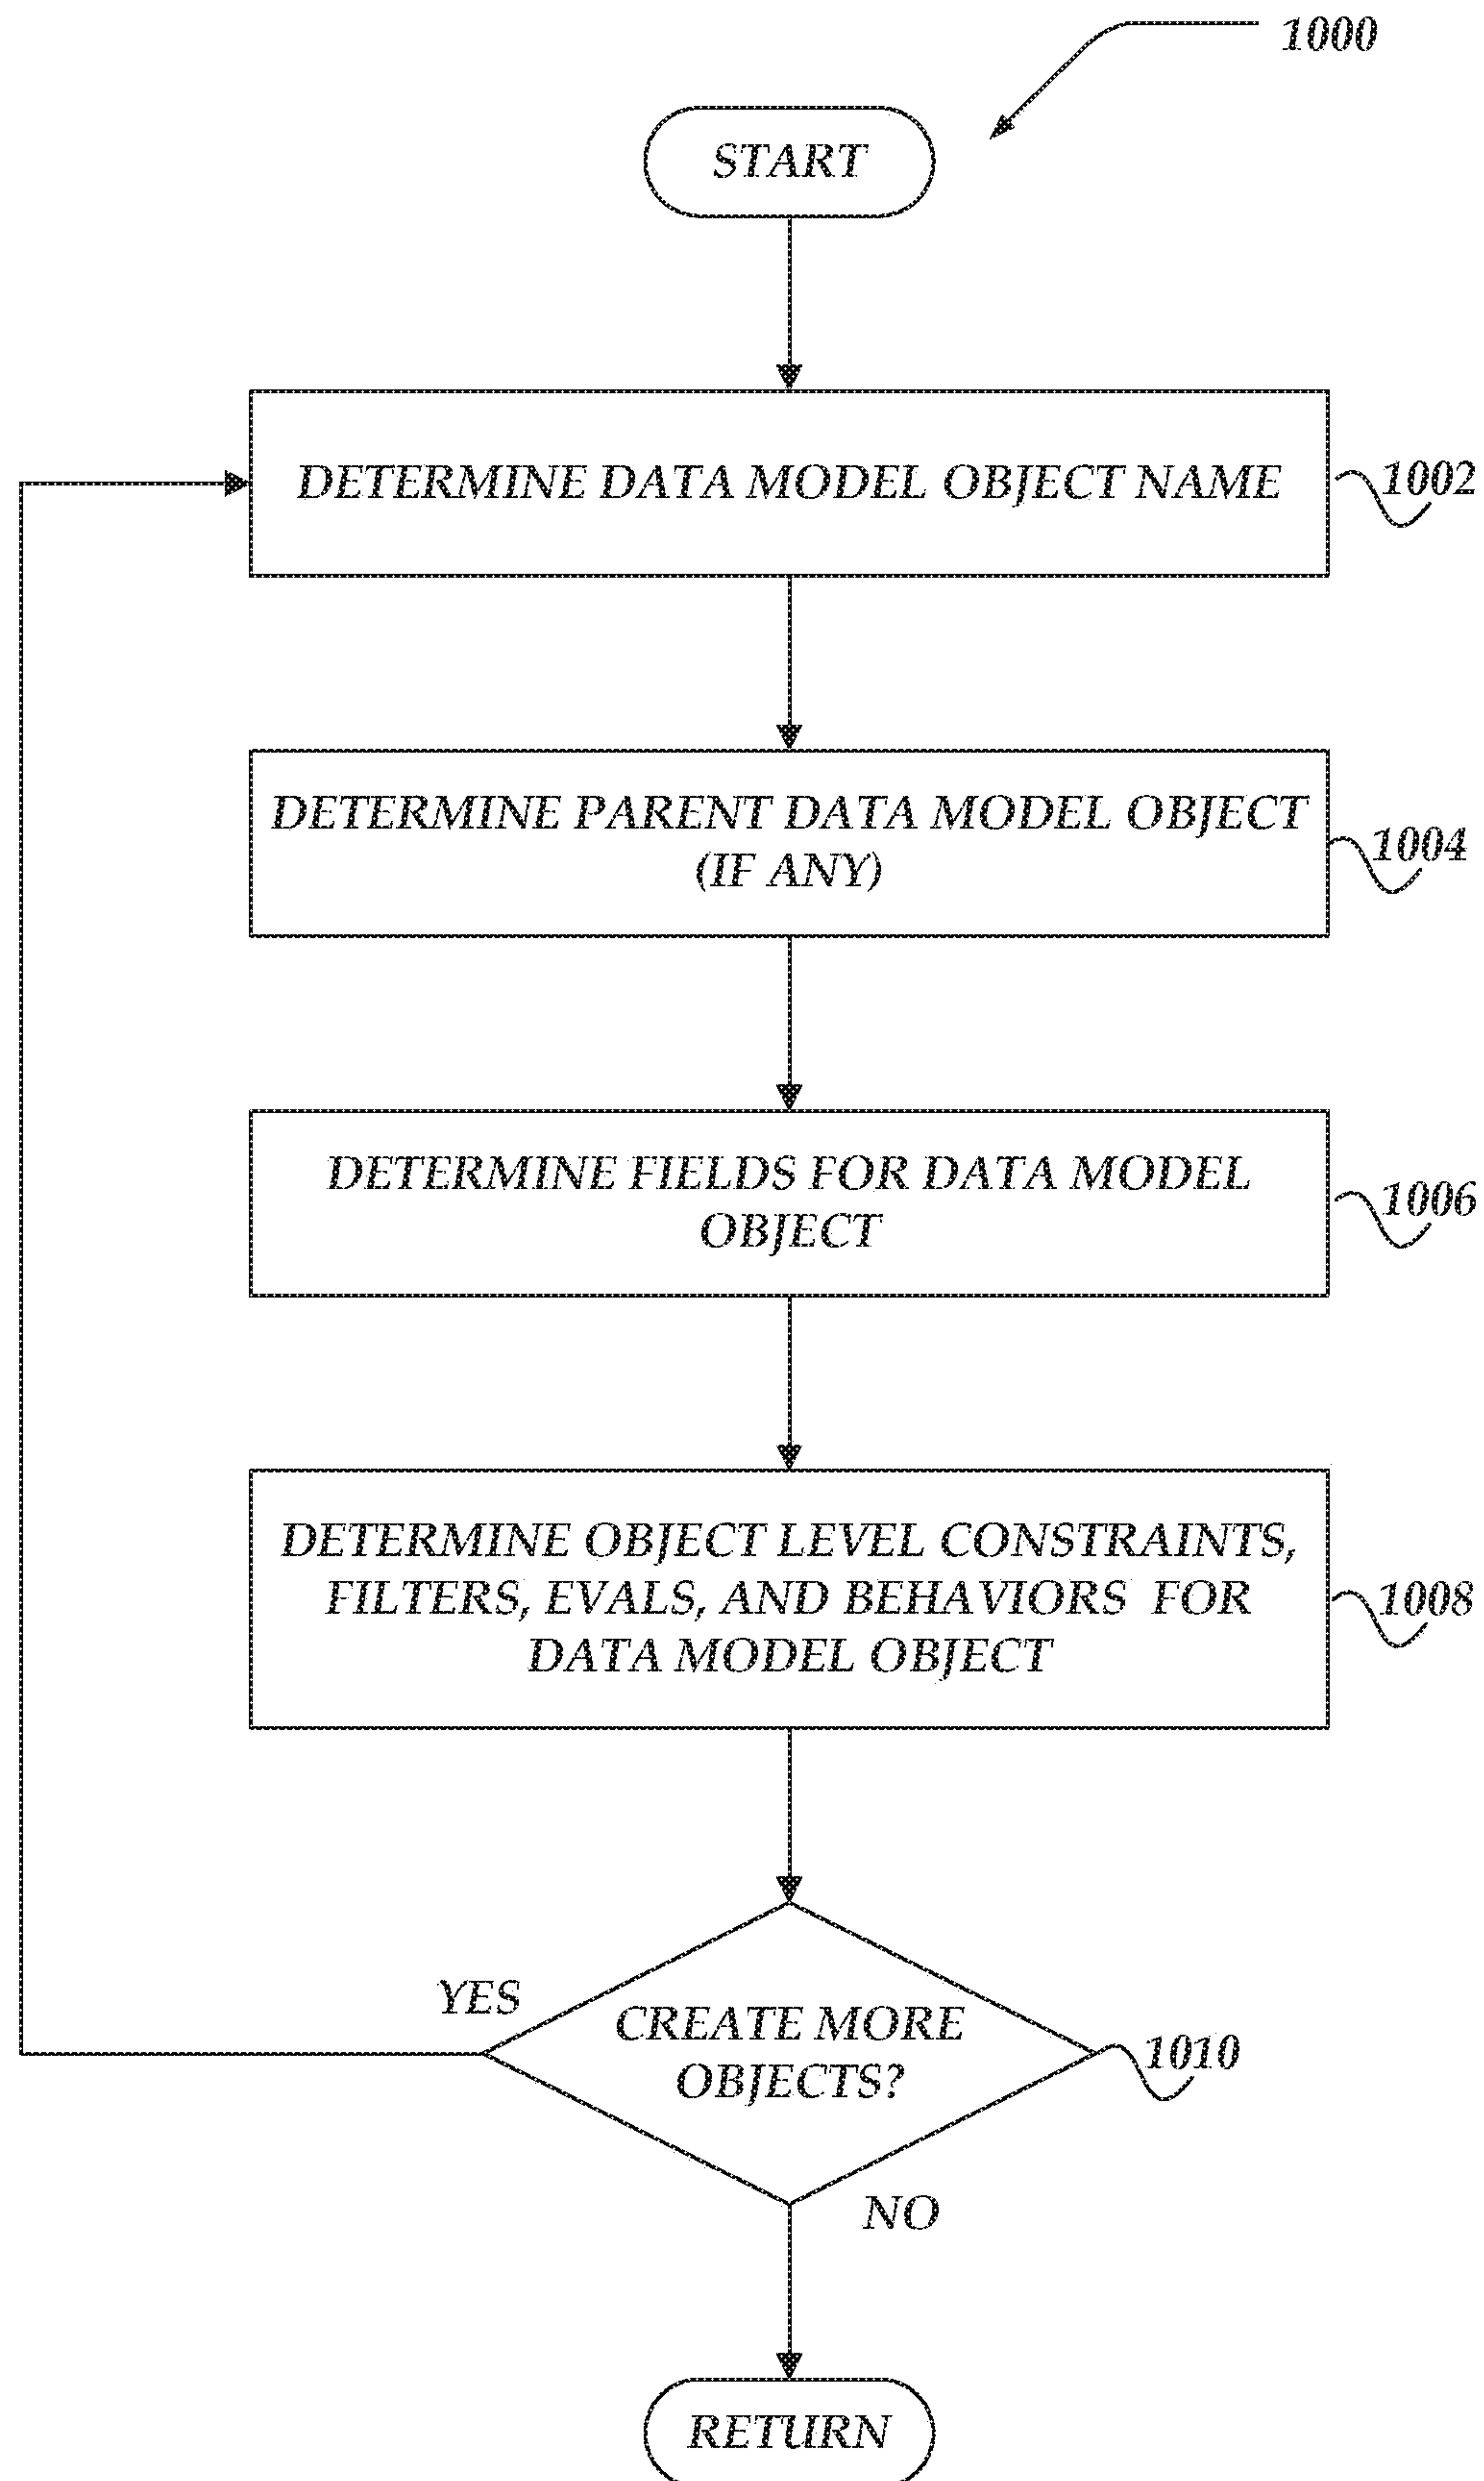 1000
START
DETERMINE DATA MODEL OBJECT NAME
1002
DETERMINE PARENT DATA MODEL OBJECT
(IF ANY)
1004
DETERMINE FIELDS FOR DATA MODEL
OBJECT
1006
DETERMINE OBJECT LEVEL CONSTRAINTS,
FILTERS, EVALS, AND BEHAVIORS FOR
DATA MODEL OBJECT
1008
YES
CREATE MORE
OBJECTS?
1010
NO
RETURN